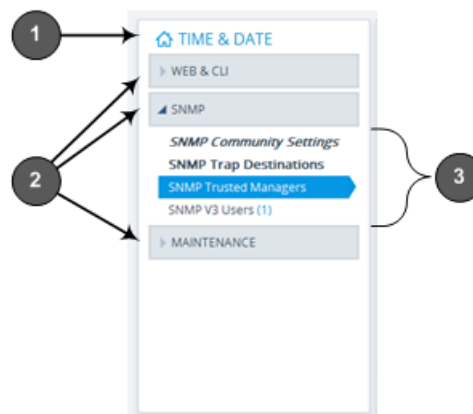 1
TIME & DATE
WEB & CLI
SNMP
SNMP Community Settings
SNMP Trap Destinations
2
SNMP Trusted Managers
3
SNMP V3 Users (1)
MAINTENANCE